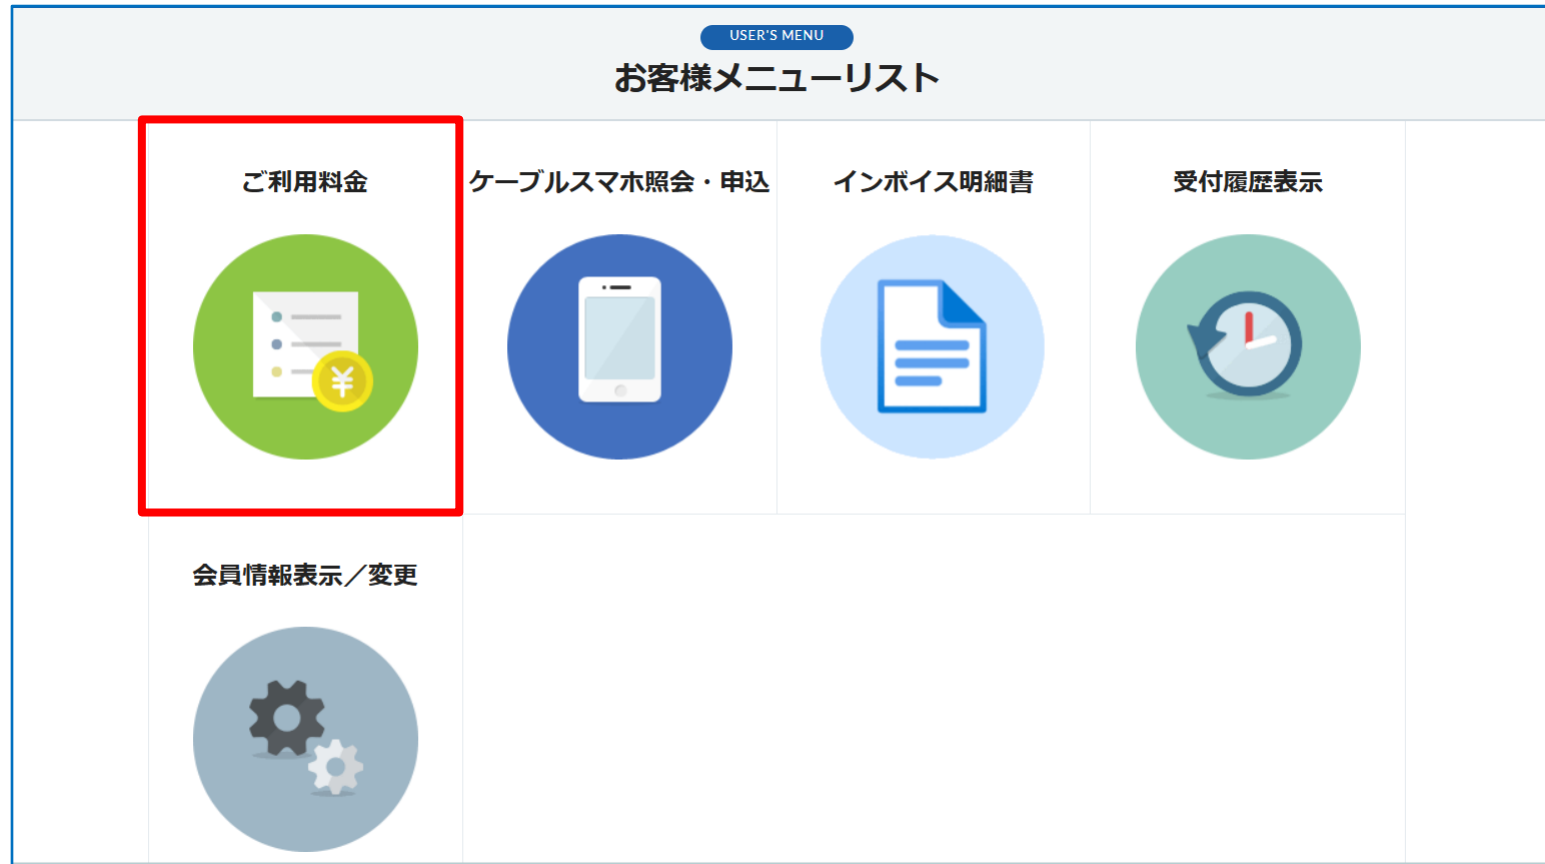 USER'S MENU
お客様メニューリスト
ご利用料金
ケーブルスマホ照会・申込
インボイス明細書
受付履歴表示
¥
会員情報表示／変更